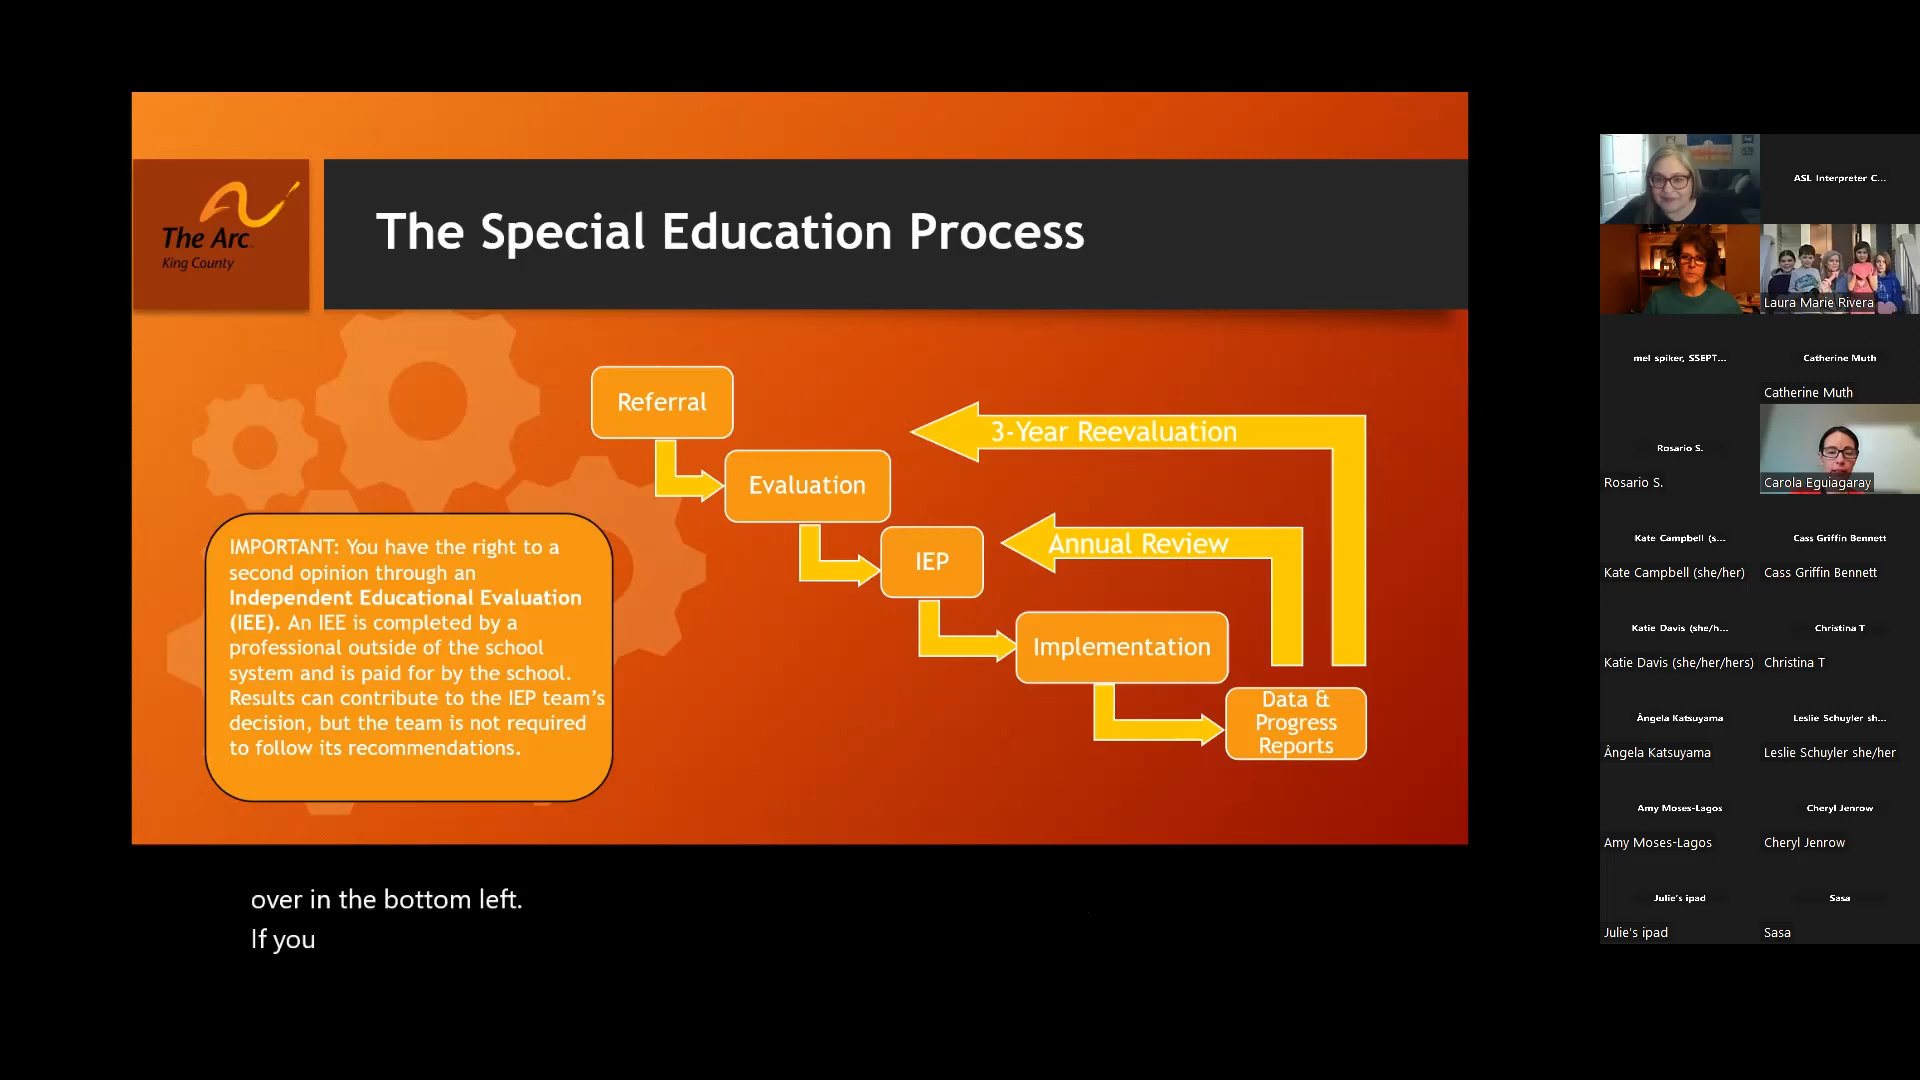 The Arc
King County
The Special Education Process
Referral
Evaluation
IEP
Implementation
Data &
Progress
Reports
3-Year Reevaluation
Annual Review
IMPORTANT: You have the right to a
second opinion through an
Independent Educational Evaluation
(IEE). An IEE is completed by a
professional outside of the school
system and is paid for by the school.
Results can contribute to the IEP team's
decision, but the team is not required
to follow its recommendations.
over in the bottom left.
If you
ASL Interpreter C...
Laura Marie Rivera
mel spiker, SSEPT...
Catherine Muth
Catherine Muth
Rosario S.
Rosario S.
Carola Eguiagaray
Kate Campbell (s...
Kate Campbell (she/her)
Cass Griffin Bennett
Cass Griffin Bennett
Katie Davis (she/h...
Katie Davis (she/her/hers)
Christina T
Christina T
Ângela Katsuyama
Ângela Katsuyama
Leslie Schuyler sh...
Leslie Schuyler she/her
Amy Moses-Lagos
Amy Moses-Lagos
Cheryl Jenrow
Cheryl Jenrow
Julie's ipad
Julie's ipad
Sasa
Sasa